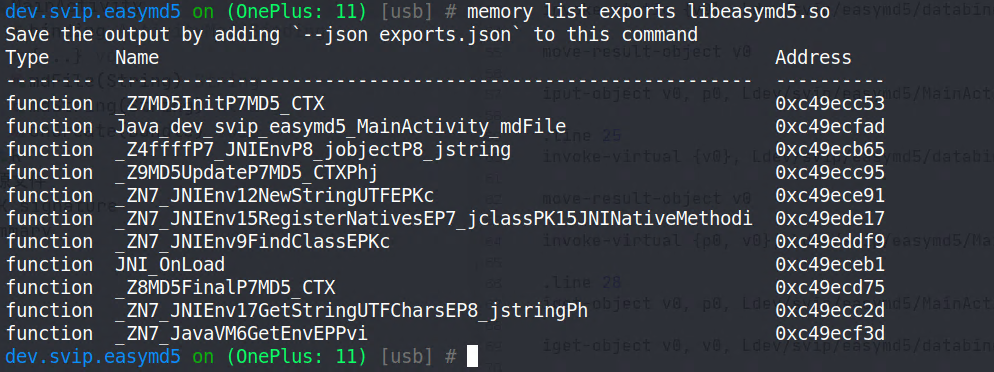 dev.svip.easymd5 on (OnePlus: 11) [usb] # memory list exports libeasymd5.so
Save the output by adding `--json exports.json` to this command
Type      Name                                                            Address
--------  --------------------------------------------------------------  ----------
function  _Z7MD5InitP7MD5_CTX                                             0xc49ecc53
function  Java_dev_svip_easymd5_MainActivity_mdFile                       0xc49ecfad
function  _Z4ffffP7_JNIEnvP8_jobjectP8_jstring                            0xc49ecb65
function  _Z9MD5UpdateP7MD5_CTXPhj                                        0xc49ecc95
function  _ZN7_JNIEnv12NewStringUTFEPKc                                   0xc49ece91
function  _ZN7_JNIEnv15RegisterNativesEP7_jclassPK15JNINativeMethodi      0xc49ede17
function  _ZN7_JNIEnv9FindClassEPKc                                       0xc49eddf9
function  JNI_OnLoad                                                      0xc49eceb1
function  _Z8MD5FinalP7MD5_CTX                                            0xc49ecd75
function  _ZN7_JNIEnv17GetStringUTFCharsEP8_jstringPh                     0xc49ecc2d
function  _ZN7_JavaVM6GetEnvEPPvi                                         0xc49ecf3d
dev.svip.easymd5 on (OnePlus: 11) [usb] #